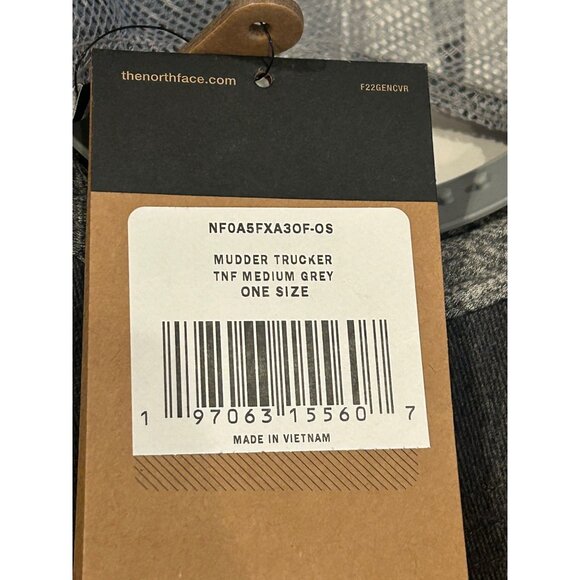 thenorthface.com
F22GENCVR
NF0A5FXA3OF-OS
MUDDER TRUCKER
TNF MEDIUM GREY
ONE SIZE
1 97063 15560 7
MADE IN VIETNAM